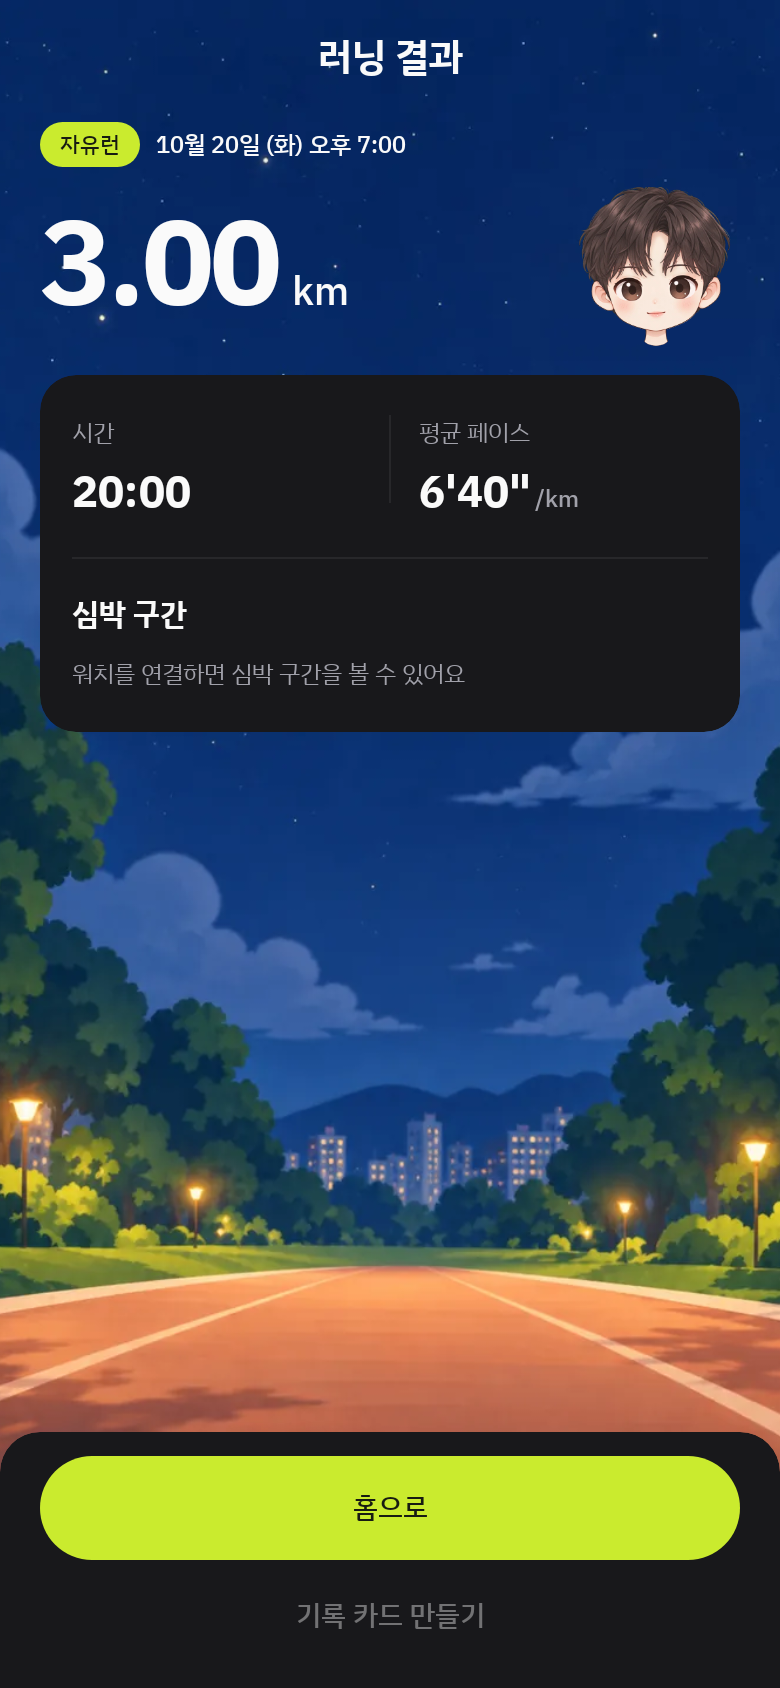 러닝 결과
자유런 10월 20일 (화) 오후 7:00
3.00 km
시간
20:00
평균 페이스
6'40" /km
심박 구간
워치를 연결하면 심박 구간을 볼 수 있어요
홈으로
기록 카드 만들기